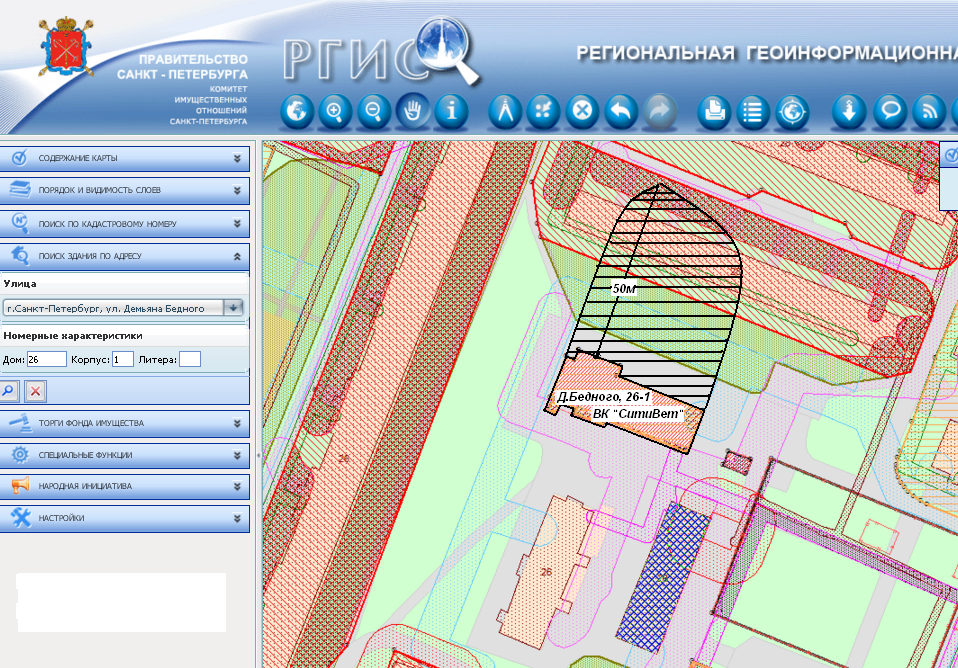 ПРАВИТЕЛЬСТВО
САНКТ - ПЕТЕРБУРГА
КОМИТЕТ
ИМУЩЕСТВЕННЫХ
ОТНОШЕНИЙ
САНКТ-ПЕТЕРБУРГА
РГИС
РЕГИОНАЛЬНАЯ ГЕОИНФОРМАЦИОННА
СОДЕРЖАНИЕ КАРТЫ
ПОРЯДОК И ВИДИМОСТЬ СЛОЕВ
ПОИСК ПО КАДАСТРОВОМУ НОМЕРУ
ПОИСК ЗДАНИЯ ПО АДРЕСУ
Улица
г.Санкт-Петербург, ул. Демьяна Бедного
Номерные характеристики
Дом: 26 Корпус: 1 Литера:
ТОРГИ ФОНДА ИМУЩЕСТВА
СПЕЦИАЛЬНЫЕ ФУНКЦИИ
НАРОДНАЯ ИНИЦИАТИВА
НАСТРОЙКИ
50м
Д.Бедного, 26-1
ВК "СитиВет"
26
26